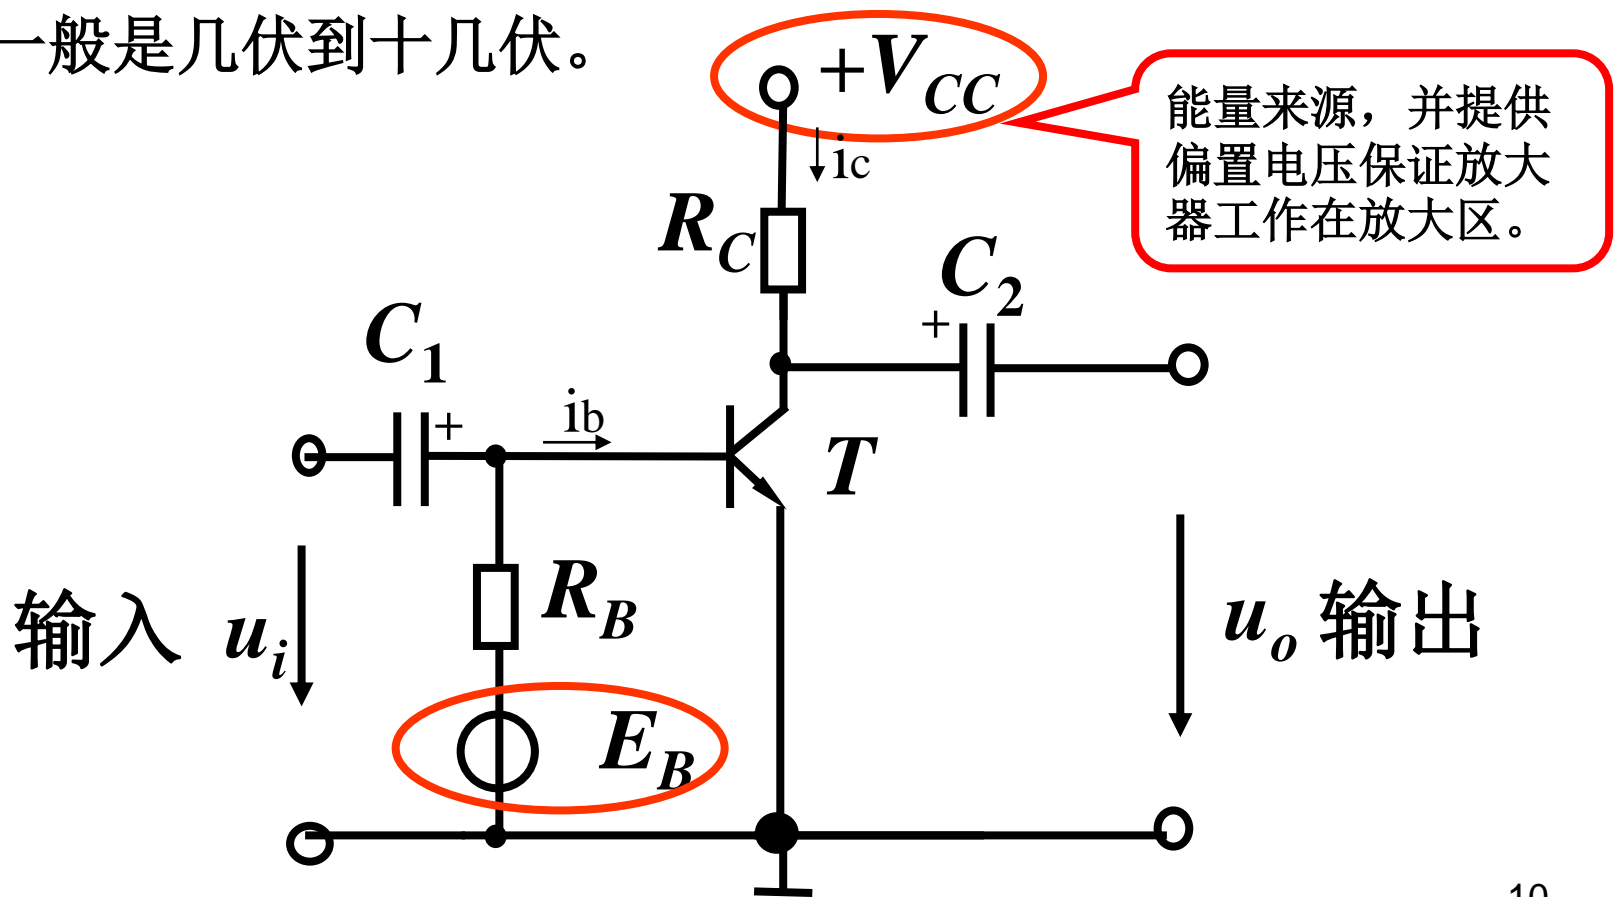 一般是几伏到十几伏。
+VCC
能量来源，并提供
偏置电压保证放大
器工作在放大区。
ic
RC
C2
+
C1
+
ib
T
RB
输入 ui
uo 输出
EB